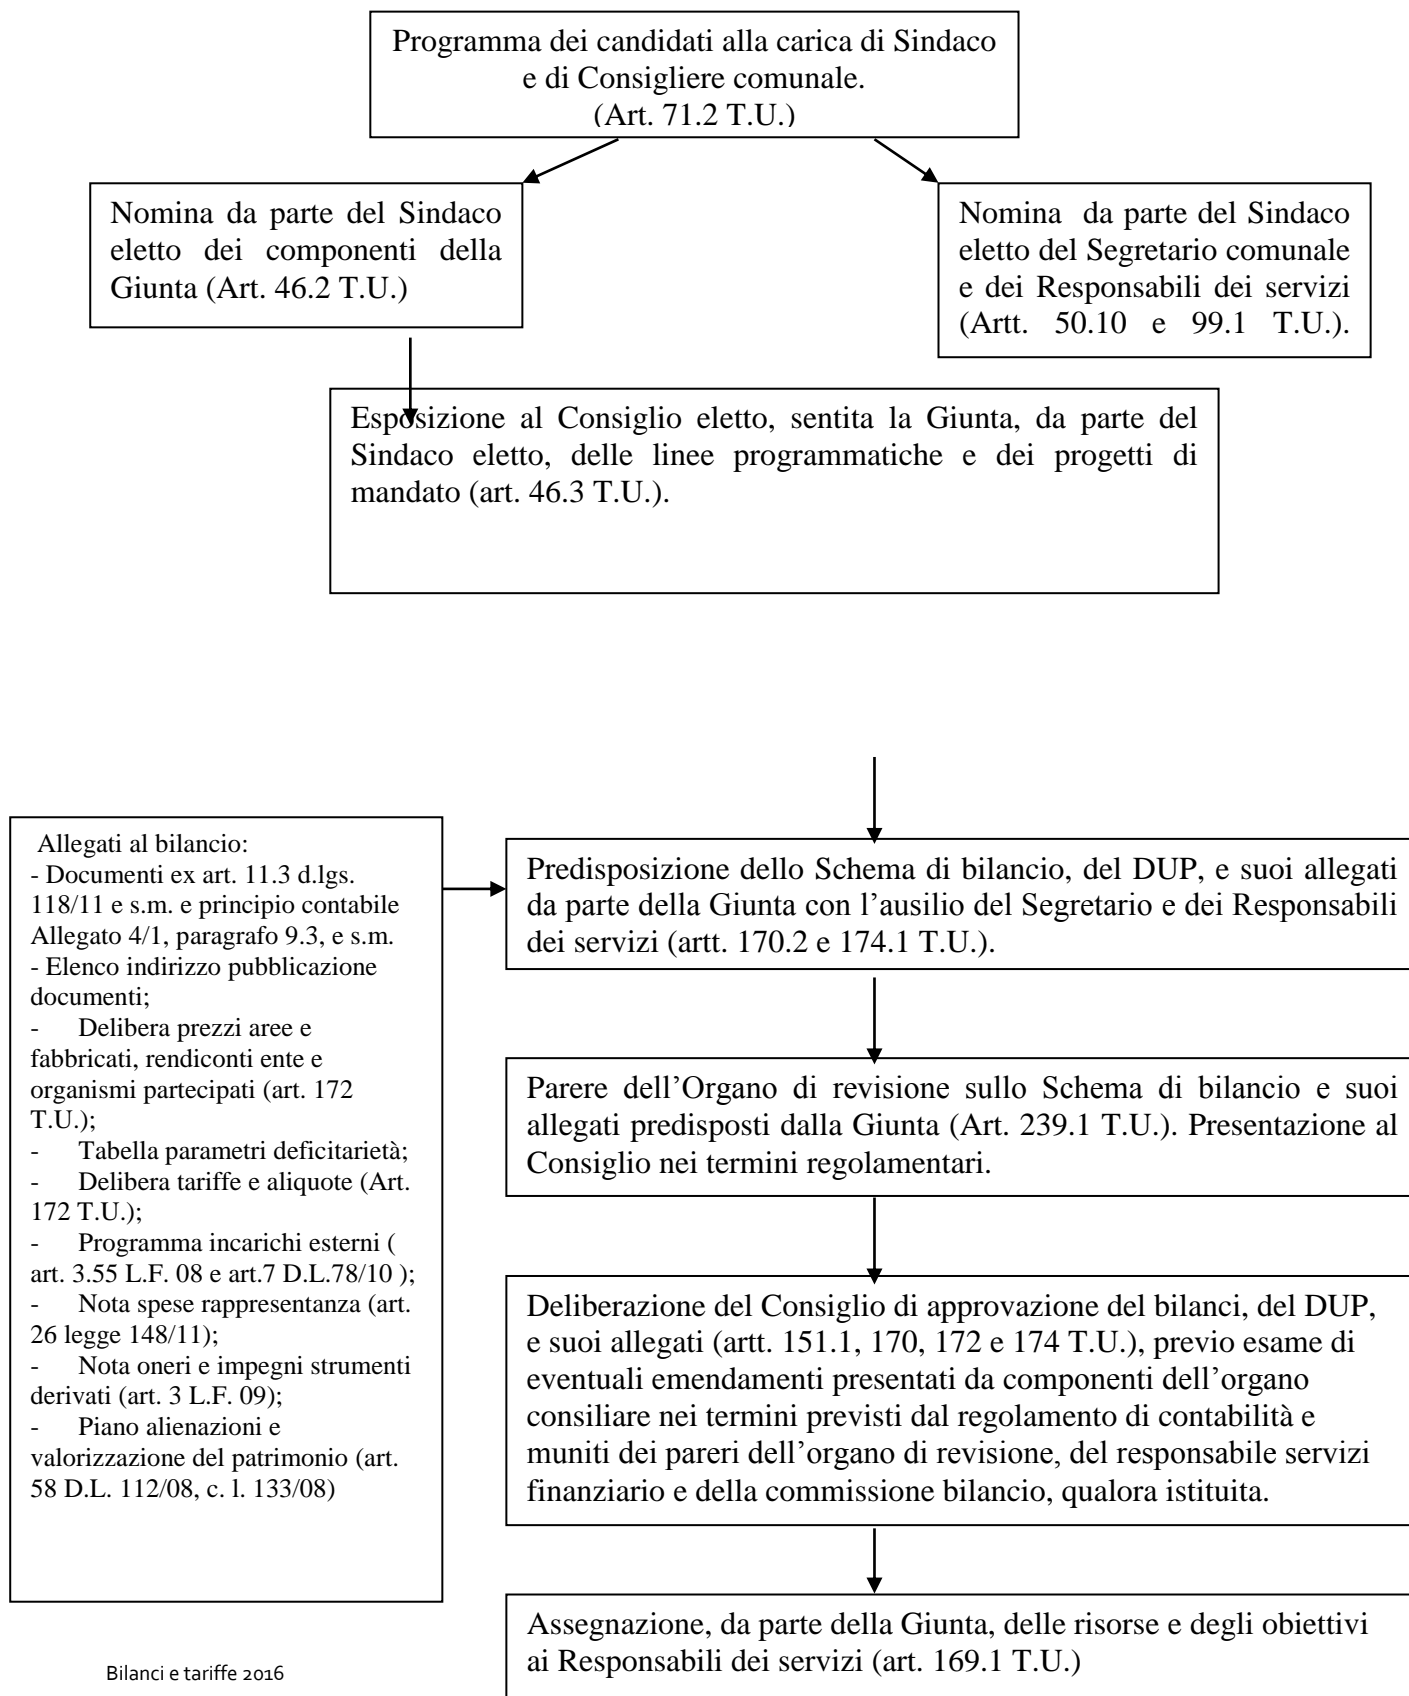 Programma dei candidati alla carica di Sindaco
e di Consigliere comunale.
(Art. 71.2 T.U.)
Nomina da parte del Sindaco
eletto dei componenti della
Giunta (Art. 46.2 T.U.)
Nomina da parte del Sindaco
eletto del Segretario comunale
e dei Responsabili dei servizi
(Artt. 50.10 e 99.1 T.U.).
Esposizione al Consiglio eletto, sentita la Giunta, da parte del
Sindaco eletto, delle linee programmatiche e dei progetti di
mandato (art. 46.3 T.U.).
Allegati al bilancio:
- Documenti ex art. 11.3 d.lgs.
118/11 e s.m. e principio contabile
Allegato 4/1, paragrafo 9.3, e s.m.
- Elenco indirizzo pubblicazione
documenti;
- Delibera prezzi aree e
fabbricati, rendiconti ente e
organismi partecipati (art. 172
T.U.);
- Tabella parametri deficitarietà;
- Delibera tariffe e aliquote (Art.
172 T.U.);
- Programma incarichi esterni (
art. 3.55 L.F. 08 e art.7 D.L.78/10 );
- Nota spese rappresentanza (art.
26 legge 148/11);
- Nota oneri e impegni strumenti
derivati (art. 3 L.F. 09);
- Piano alienazioni e
valorizzazione del patrimonio (art.
58 D.L. 112/08, c. l. 133/08)
Predisposizione dello Schema di bilancio, del DUP, e suoi allegati
da parte della Giunta con l’ausilio del Segretario e dei Responsabili
dei servizi (artt. 170.2 e 174.1 T.U.).
Parere dell’Organo di revisione sullo Schema di bilancio e suoi
allegati predisposti dalla Giunta (Art. 239.1 T.U.). Presentazione al
Consiglio nei termini regolamentari.
Deliberazione del Consiglio di approvazione del bilanci, del DUP,
e suoi allegati (artt. 151.1, 170, 172 e 174 T.U.), previo esame di
eventuali emendamenti presentati da componenti dell’organo
consiliare nei termini previsti dal regolamento di contabilità e
muniti dei pareri dell’organo di revisione, del responsabile servizi
finanziario e della commissione bilancio, qualora istituita.
Assegnazione, da parte della Giunta, delle risorse e degli obiettivi
ai Responsabili dei servizi (art. 169.1 T.U.)
Bilanci e tariffe 2016